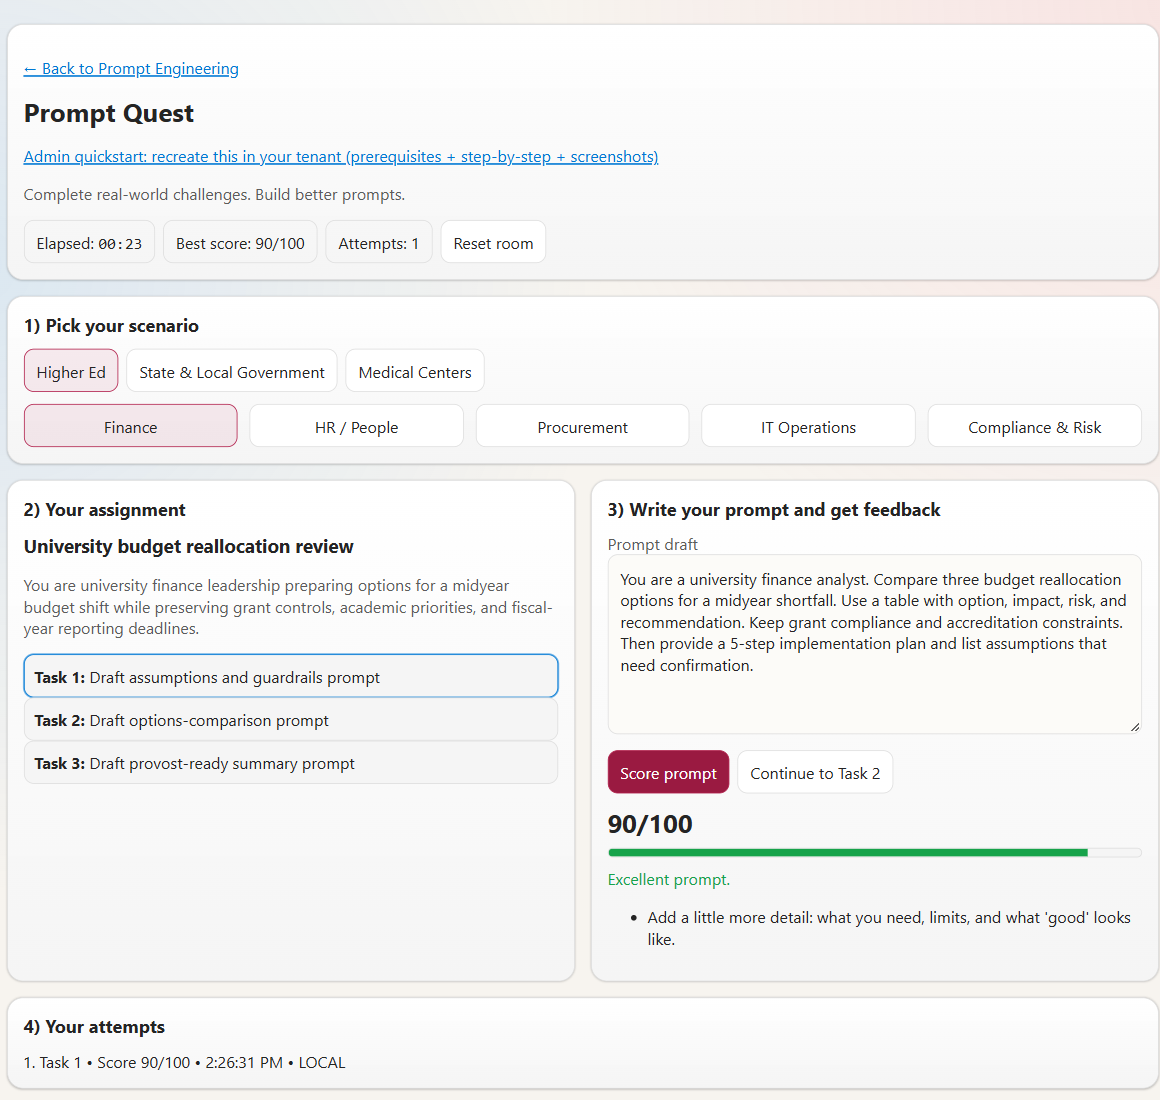 ← Back to Prompt Engineering
Prompt Quest
Admin quickstart: recreate this in your tenant (prerequisites + step-by-step + screenshots)
Complete real-world challenges. Build better prompts.
Elapsed: 00:23
Best score: 90/100
Attempts: 1
Reset room
1) Pick your scenario
Higher Ed
State & Local Government
Medical Centers
Finance
HR / People
Procurement
IT Operations
Compliance & Risk
2) Your assignment
University budget reallocation review
You are university finance leadership preparing options for a midyear
budget shift while preserving grant controls, academic priorities, and fiscal-
year reporting deadlines.
Task 1: Draft assumptions and guardrails prompt
Task 2: Draft options-comparison prompt
Task 3: Draft provost-ready summary prompt
3) Write your prompt and get feedback
Prompt draft
You are a university finance analyst. Compare three budget reallocation
options for a midyear shortfall. Use a table with option, impact, risk, and
recommendation. Keep grant compliance and accreditation constraints.
Then provide a 5-step implementation plan and list assumptions that
need confirmation.
Score prompt
Continue to Task 2
90/100
Excellent prompt.
• Add a little more detail: what you need, limits, and what 'good' looks
like.
4) Your attempts
1. Task 1 • Score 90/100 • 2:26:31 PM • LOCAL